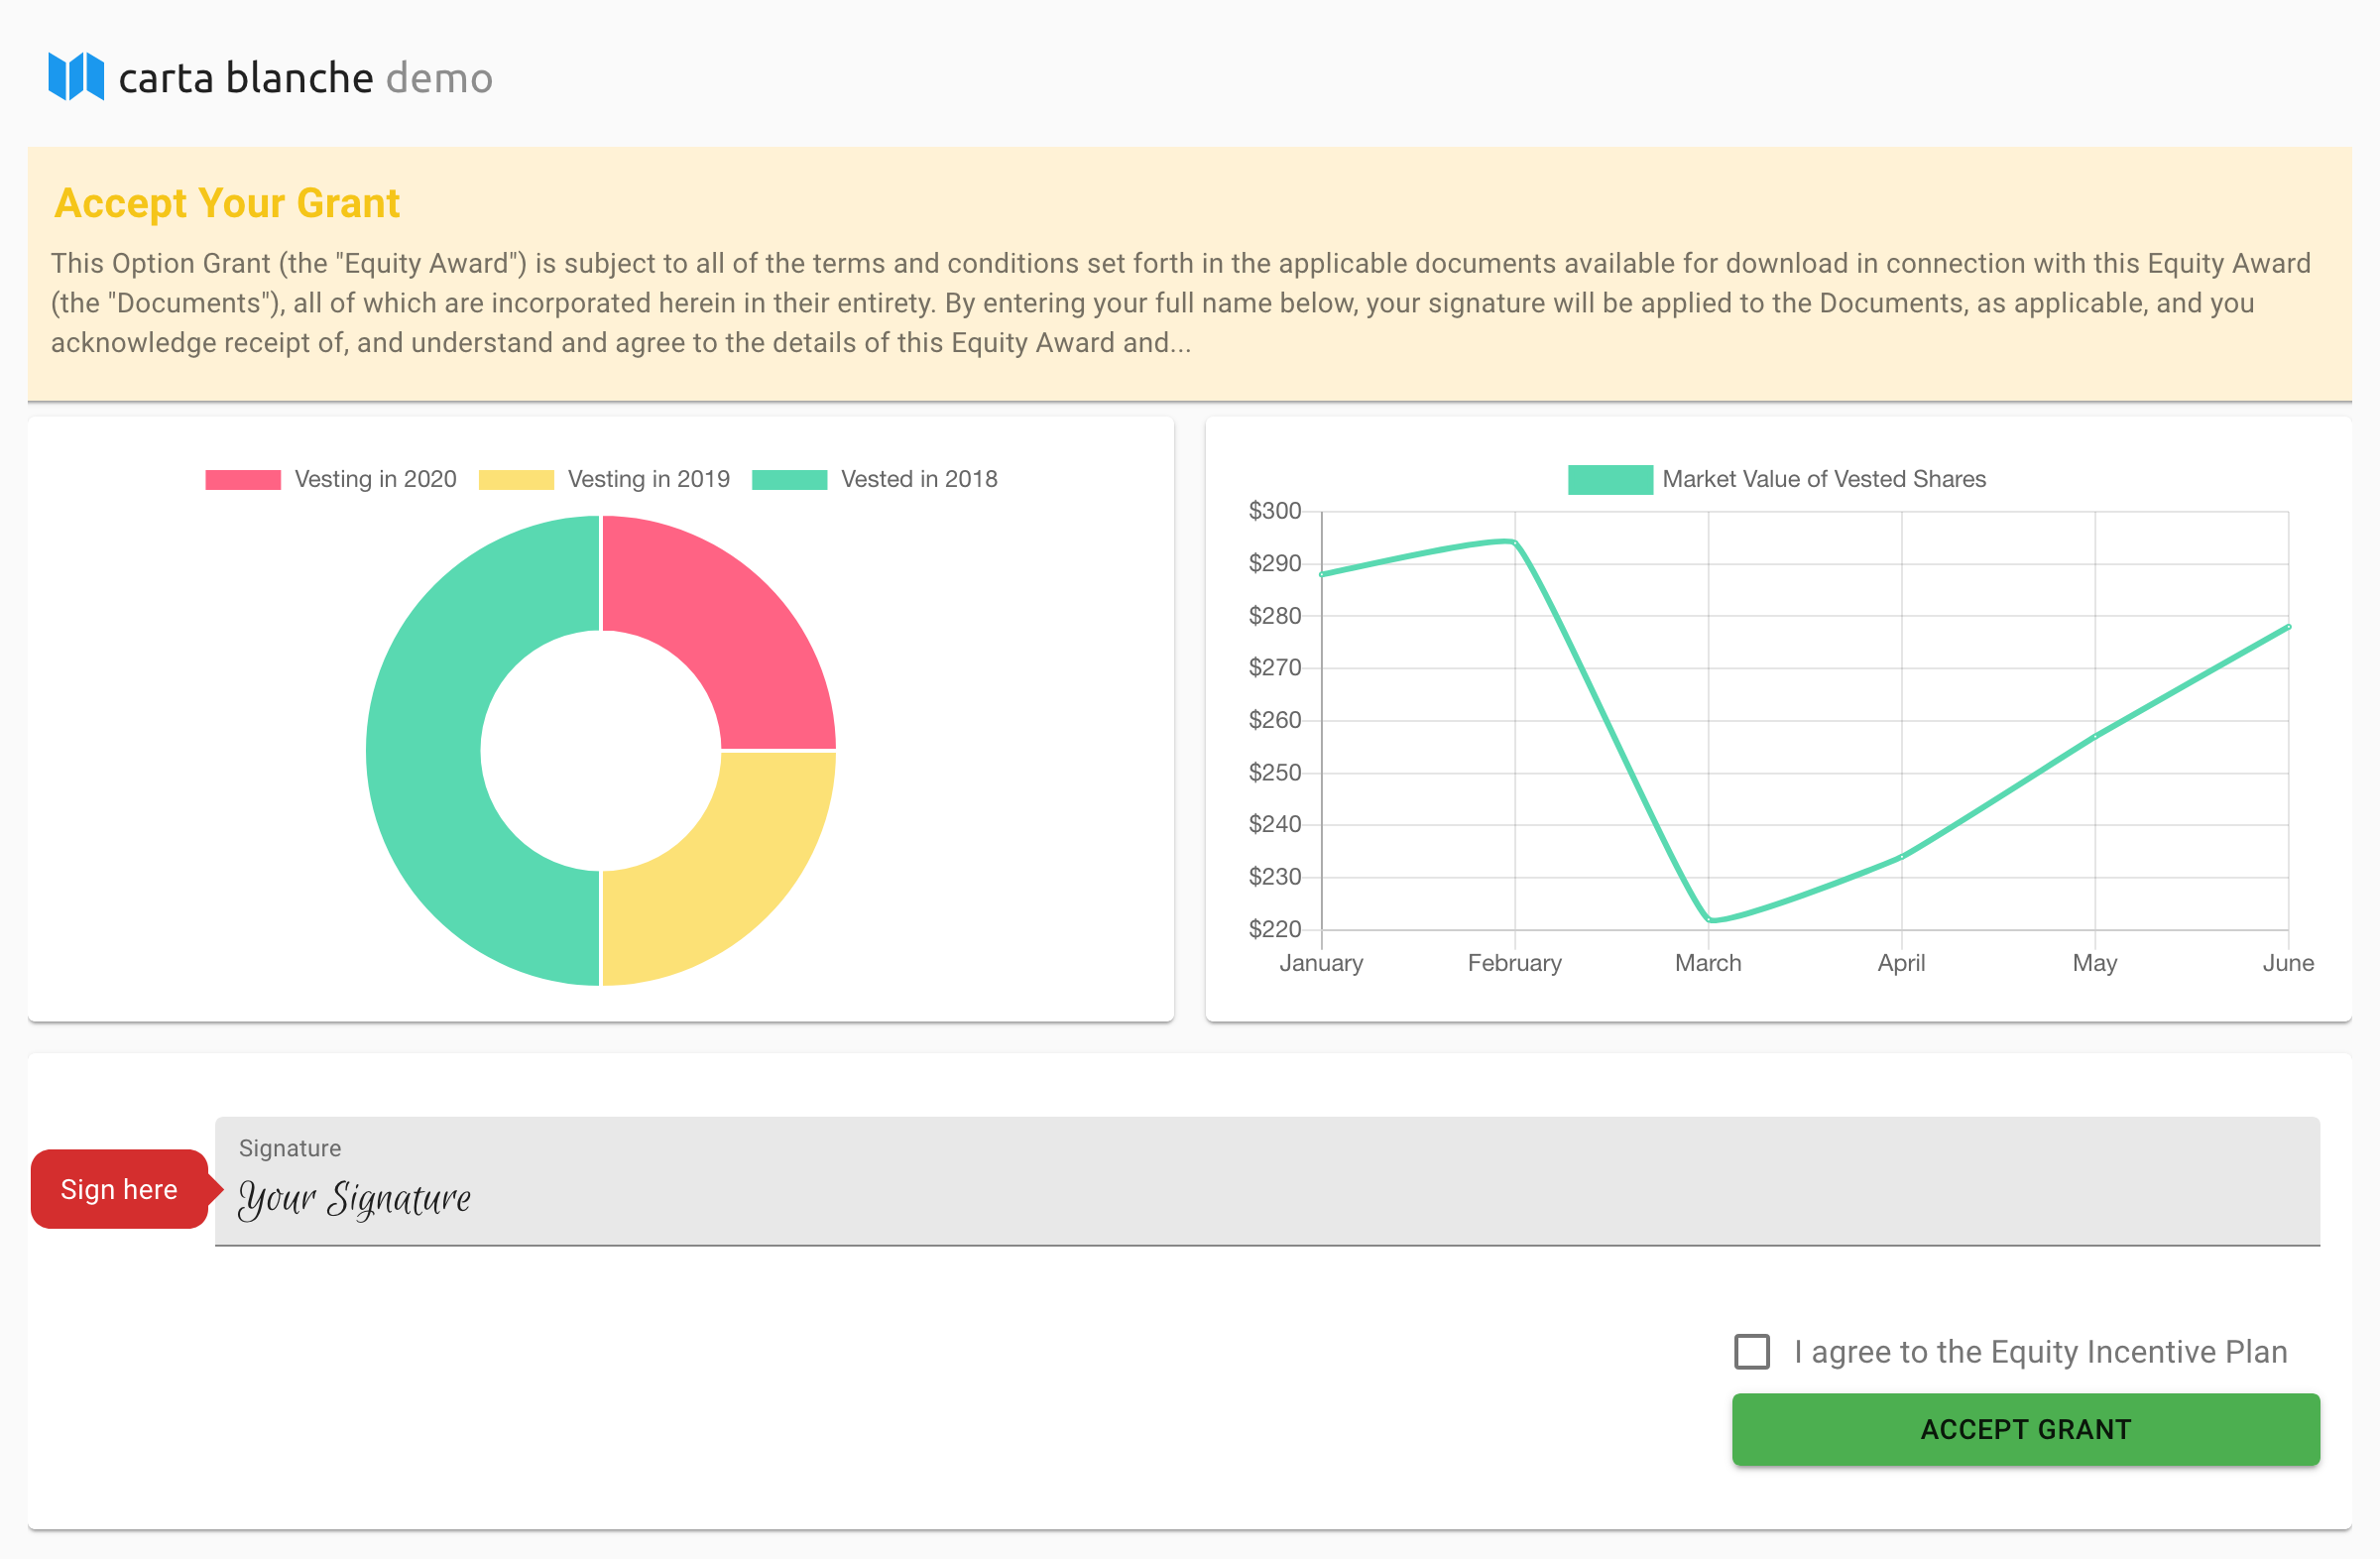 carta blanche demo
Accept Your Grant
This Option Grant (the "Equity Award") is subject to all of the terms and conditions set forth in the applicable documents available for download in connection with this Equity Award
(the "Documents"), all of which are incorporated herein in their entirety. By entering your full name below, your signature will be applied to the Documents, as applicable, and you
acknowledge receipt of, and understand and agree to the details of this Equity Award and...
Vesting in 2020 Vesting in 2019 Vested in 2018
Market Value of Vested Shares
$300
$290
$280
$270
$260
$250
$240
$230
$220
January February March April May June
Signature
Sign here
Your Signature
I agree to the Equity Incentive Plan
ACCEPT GRANT